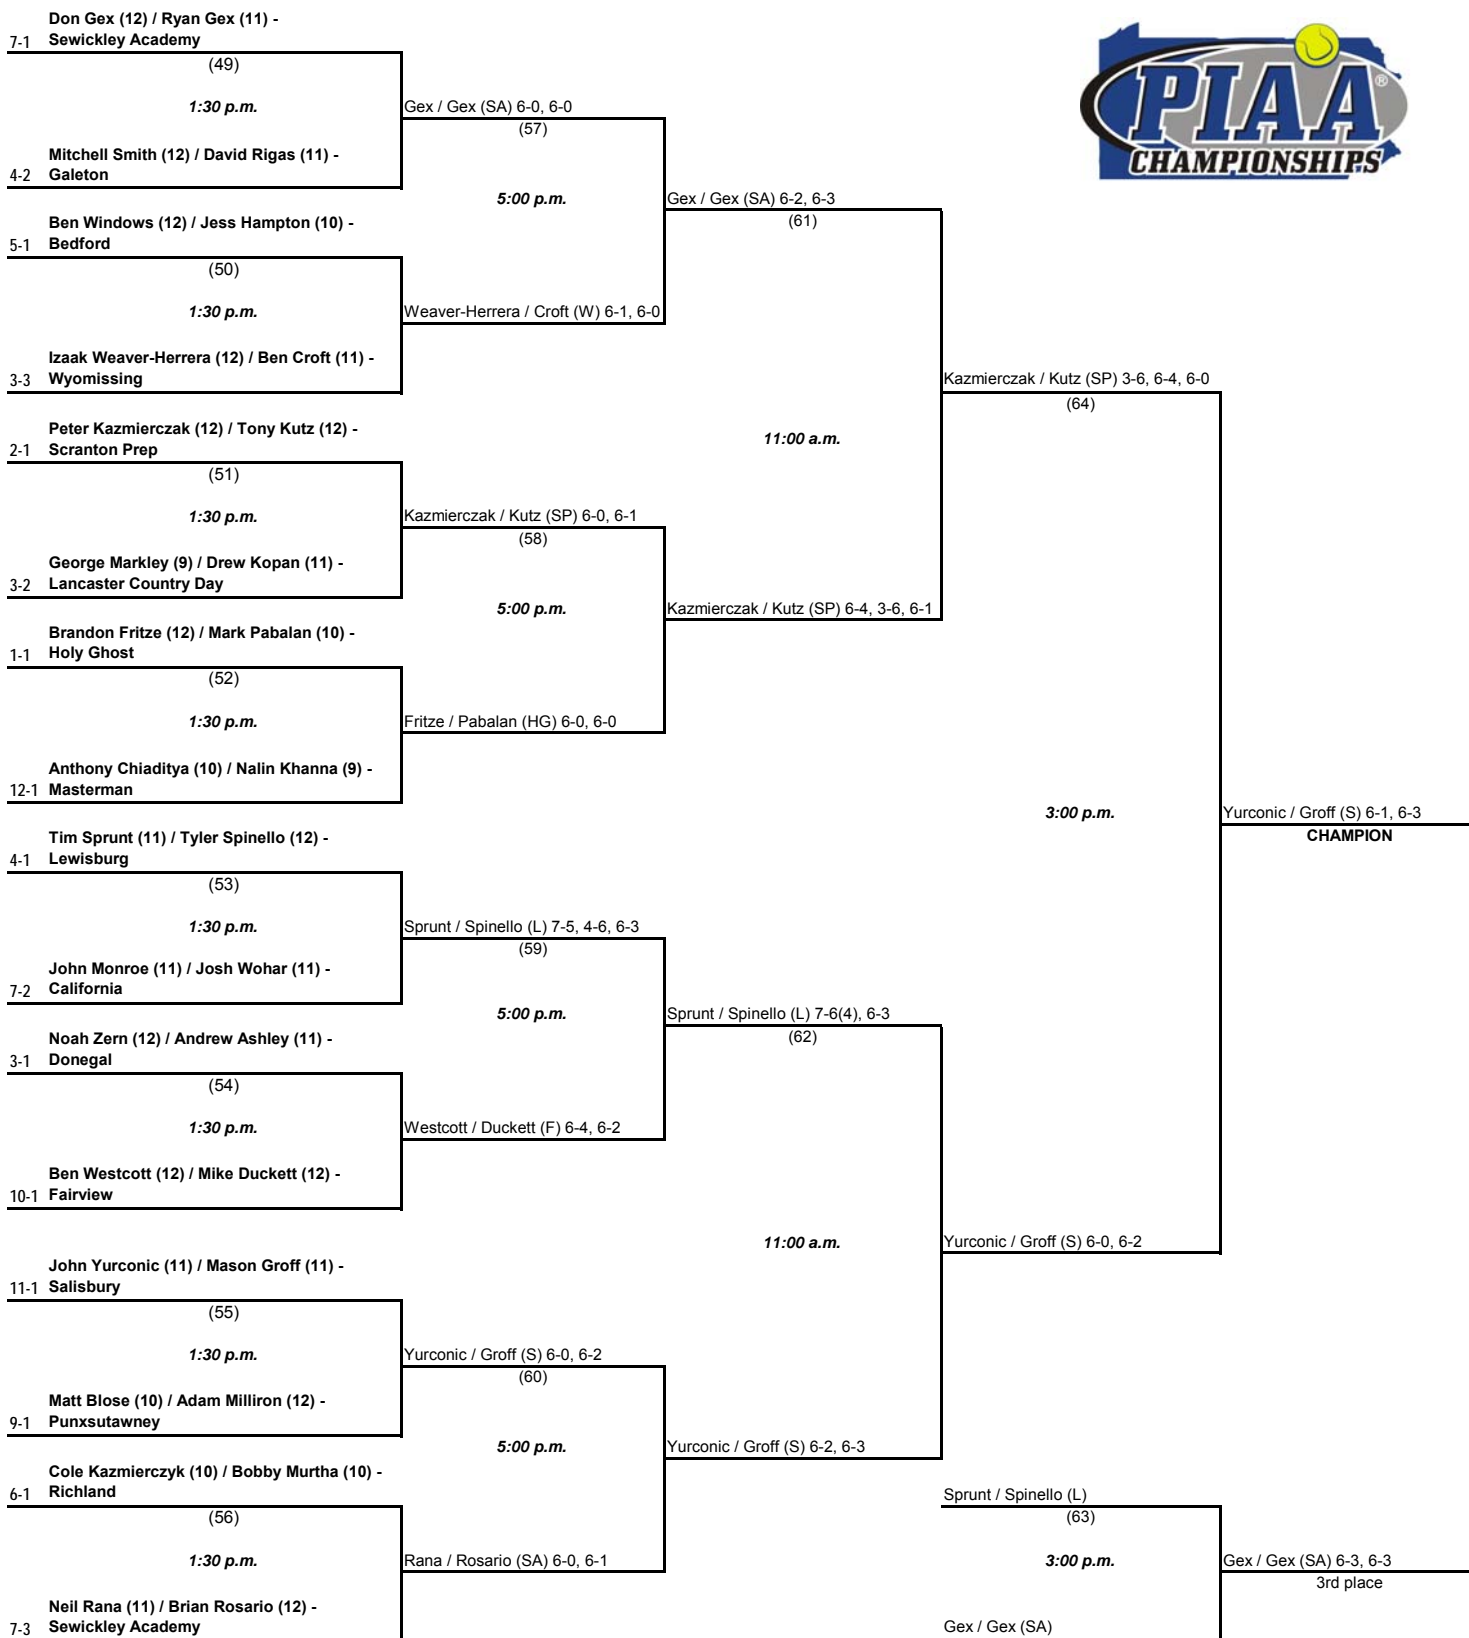 Don Gex (12) / Ryan Gex (11) -
7-1 Sewickley Academy
(49)
1:30 p.m.
Mitchell Smith (12) / David Rigas (11) -
4-2 Galeton
Ben Windows (12) / Jess Hampton (10) -
5-1 Bedford
(50)
1:30 p.m.
Izaak Weaver-Herrera (12) / Ben Croft (11) -
3-3 Wyomissing
Peter Kazmierczak (12) / Tony Kutz (12) -
2-1 Scranton Prep
(51)
1:30 p.m.
George Markley (9) / Drew Kopan (11) -
3-2 Lancaster Country Day
Brandon Fritze (12) / Mark Pabalan (10) -
1-1 Holy Ghost
(52)
1:30 p.m.
Anthony Chiaditya (10) / Nalin Khanna (9) -
12-1 Masterman
Tim Sprunt (11) / Tyler Spinello (12) -
4-1 Lewisburg
(53)
1:30 p.m.
John Monroe (11) / Josh Wohar (11) -
7-2 California
Noah Zern (12) / Andrew Ashley (11) -
3-1 Donegal
(54)
1:30 p.m.
Ben Westcott (12) / Mike Duckett (12) -
10-1 Fairview
John Yurconic (11) / Mason Groff (11) -
11-1 Salisbury
(55)
1:30 p.m.
Matt Blose (10) / Adam Milliron (12) -
9-1 Punxsutawney
Cole Kazmierczyk (10) / Bobby Murtha (10) -
6-1 Richland
(56)
1:30 p.m.
Neil Rana (11) / Brian Rosario (12) -
7-3 Sewickley Academy
Gex / Gex (SA) 6-0, 6-0
(57)
5:00 p.m.
Weaver-Herrera / Croft (W) 6-1, 6-0
Kazmierczak / Kutz (SP) 6-0, 6-1
(58)
5:00 p.m.
Fritze / Pabalan (HG) 6-0, 6-0
Sprunt / Spinello (L) 7-5, 4-6, 6-3
(59)
5:00 p.m.
Westcott / Duckett (F) 6-4, 6-2
Yurconic / Groff (S) 6-0, 6-2
(60)
5:00 p.m.
Rana / Rosario (SA) 6-0, 6-1
Gex / Gex (SA) 6-2, 6-3
(61)
11:00 a.m.
Kazmierczak / Kutz (SP) 6-4, 3-6, 6-1
Sprunt / Spinello (L) 7-6(4), 6-3
(62)
11:00 a.m.
Yurconic / Groff (S) 6-2, 6-3
PIAA®
CHAMPIONSHIPS
Kazmierczak / Kutz (SP) 3-6, 6-4, 6-0
(64)
3:00 p.m.
Yurconic / Groff (S) 6-0, 6-2
Yurconic / Groff (S) 6-1, 6-3
CHAMPION
Sprunt / Spinello (L)
(63)
3:00 p.m.
Gex / Gex (SA)
Gex / Gex (SA) 6-3, 6-3
3rd place